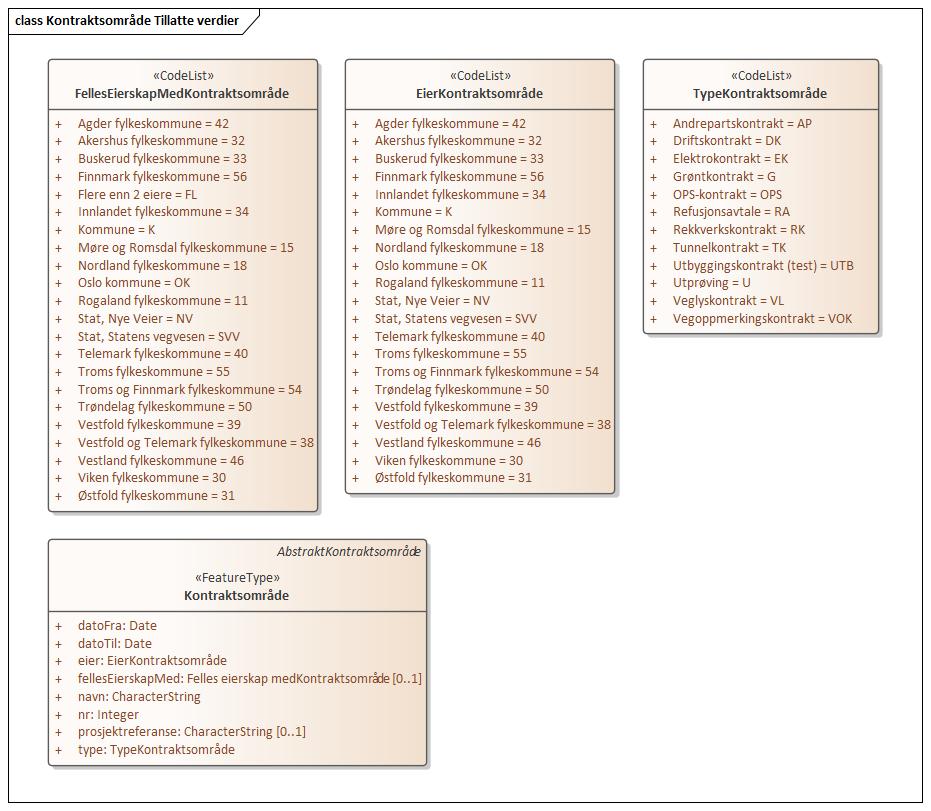 class Kontraktsområde Tillatte verdier
«CodeList»
FellesEierskapMedKontraktsområde
+ Agder fylkeskommune = 42
+ Akershus fylkeskommune = 32
+ Buskerud fylkeskommune = 33
+ Finnmark fylkeskommune = 56
+ Flere enn 2 eiere = FL
+ Innlandet fylkeskommune = 34
+ Kommune = K
+ Møre og Romsdal fylkeskommune = 15
+ Nordland fylkeskommune = 18
+ Oslo kommune = OK
+ Rogaland fylkeskommune = 11
+ Stat, Nye Veier = NV
+ Stat, Statens vegvesen = SVV
+ Telemark fylkeskommune = 40
+ Troms fylkeskommune = 55
+ Troms og Finnmark fylkeskommune = 54
+ Trøndelag fylkeskommune = 50
+ Vestfold fylkeskommune = 39
+ Vestfold og Telemark fylkeskommune = 38
+ Vestland fylkeskommune = 46
+ Viken fylkeskommune = 30
+ Østfold fylkeskommune = 31
«CodeList»
EierKontraktsområde
+ Agder fylkeskommune = 42
+ Akershus fylkeskommune = 32
+ Buskerud fylkeskommune = 33
+ Finnmark fylkeskommune = 56
+ Innlandet fylkeskommune = 34
+ Kommune = K
+ Møre og Romsdal fylkeskommune = 15
+ Nordland fylkeskommune = 18
+ Oslo kommune = OK
+ Rogaland fylkeskommune = 11
+ Stat, Nye Veier = NV
+ Stat, Statens vegvesen = SVV
+ Telemark fylkeskommune = 40
+ Troms fylkeskommune = 55
+ Troms og Finnmark fylkeskommune = 54
+ Trøndelag fylkeskommune = 50
+ Vestfold fylkeskommune = 39
+ Vestfold og Telemark fylkeskommune = 38
+ Vestland fylkeskommune = 46
+ Viken fylkeskommune = 30
+ Østfold fylkeskommune = 31
«CodeList»
TypeKontraktsområde
+ Andrepartskontrakt = AP
+ Driftskontrakt = DK
+ Elektrokontrakt = EK
+ Grøntkontrakt = G
+ OPS-kontrakt = OPS
+ Refusjonsavtale = RA
+ Rekkverkskontrakt = RK
+ Tunnelkontrakt = TK
+ Utbyggingskontrakt (test) = UTB
+ Utprøving = U
+ Veglyskontrakt = VL
+ Vegoppmerkingskontrakt = VOK
AbstraktKontraktsområde
«FeatureType»
Kontraktsområde
+ datoFra: Date
+ datoTil: Date
+ eier: EierKontraktsområde
+ fellesEierskapMed: Felles eierskap medKontraktsområde [0..1]
+ navn: CharacterString
+ nr: Integer
+ prosjektreferanse: CharacterString [0..1]
+ type: TypeKontraktsområde